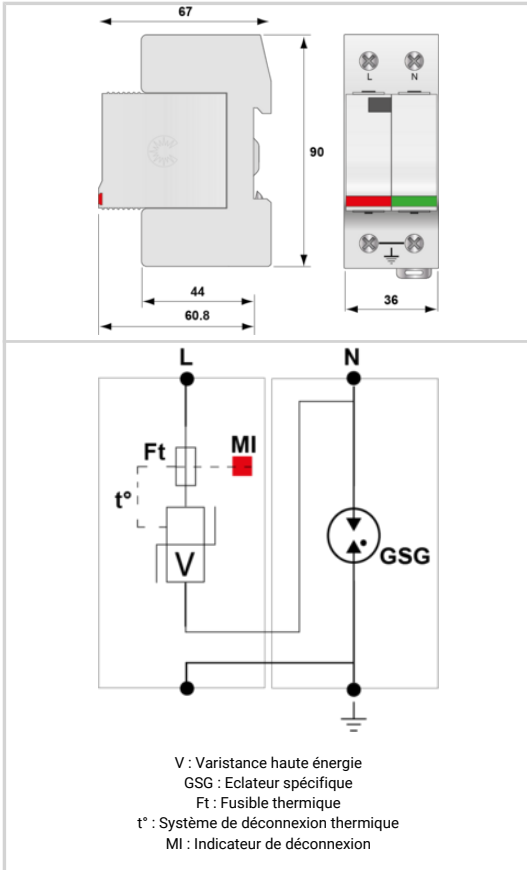 67
L N
90
44
60.8
36
L N
Ft MI
t°
V
GSG
V : Varistance haute énergie
GSG : Eclateur spécifique
Ft : Fusible thermique
t° : Système de déconnexion thermique
MI : Indicateur de déconnexion